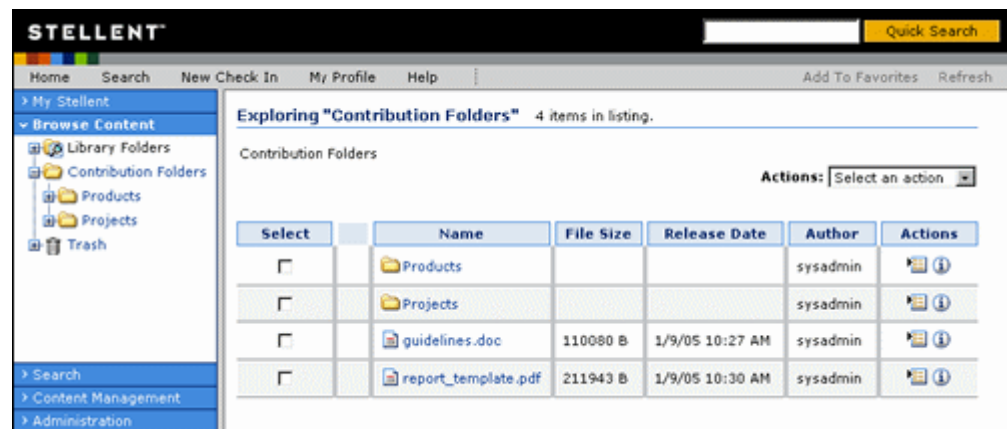 STELLENT
Quick Search
Home Search New Check In My Profile Help Add To Favorites Refresh
My Stellent
Browse Content
Library Folders
Contribution Folders
Products
Projects
Trash
Search
Content Management
Administration
Exploring "Contribution Folders" 4 items in listing.
Contribution Folders
Actions: Select an action
Select Name File Size Release Date Author Actions
Products sysadmin
Projects sysadmin
guidelines.doc 110080 B 1/9/05 10:27 AM sysadmin
report_template.pdf 211943 B 1/9/05 10:30 AM sysadmin